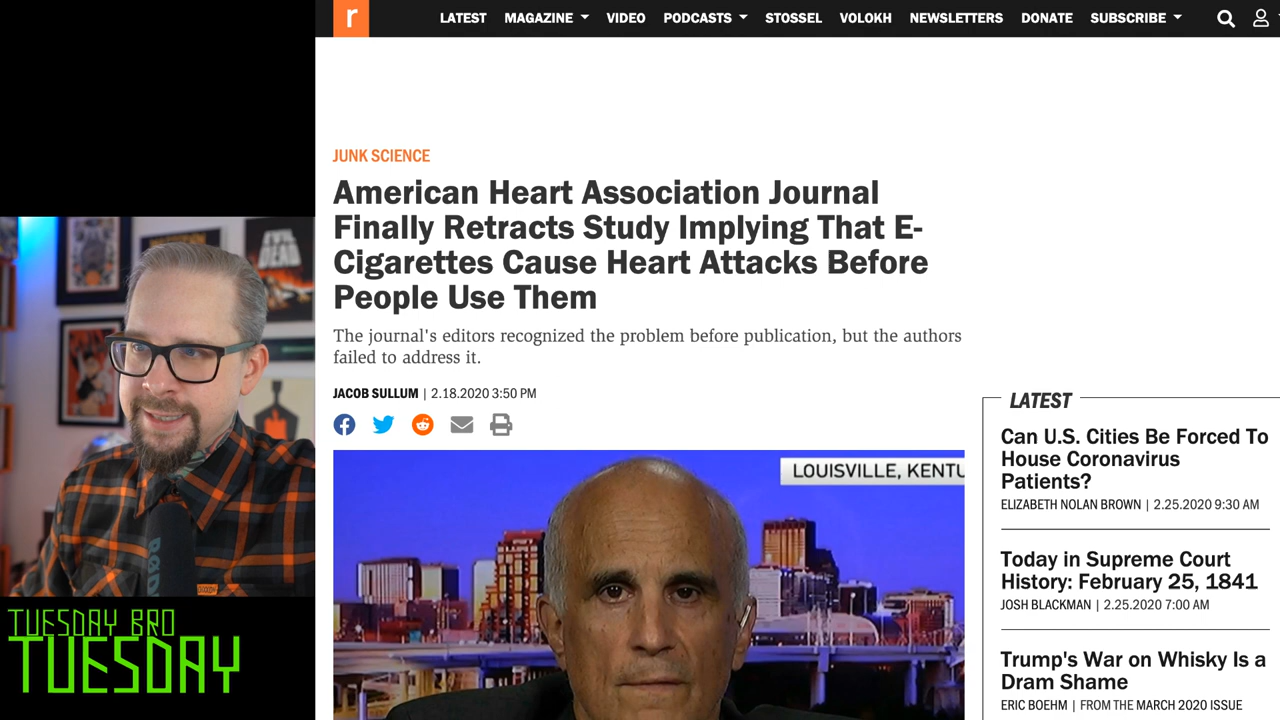 r
LATEST MAGAZINE VIDEO PODCASTS STOSSEL VOLOKH NEWSLETTERS DONATE SUBSCRIBE
JUNK SCIENCE
American Heart Association Journal
Finally Retracts Study Implying That E-
Cigarettes Cause Heart Attacks Before
People Use Them
The journal's editors recognized the problem before publication, but the authors
failed to address it.
JACOB SULLUM | 2.18.2020 3:50 PM
LOUISVILLE, KENTU
LATEST
Can U.S. Cities Be Forced To
House Coronavirus
Patients?
ELIZABETH NOLAN BROWN | 2.25.2020 9:30 AM
Today in Supreme Court
History: February 25, 1841
JOSH BLACKMAN | 2.25.2020 7:00 AM
Trump's War on Whisky Is a
Dram Shame
ERIC BOEHM | FROM THE MARCH 2020 ISSUE
EVIL
DEAD
TUESDAY BRO
TUESDAY